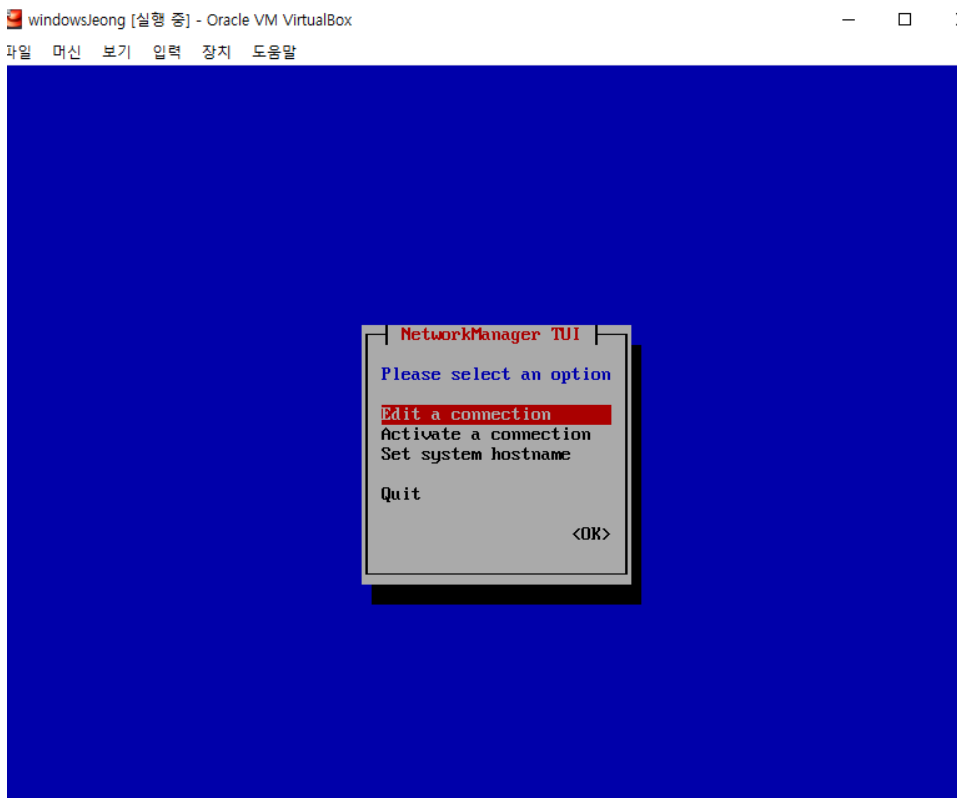 windowsJeong [실행 중] - Oracle VM VirtualBox
파일 머신 보기 입력 장치 도움말
NetworkManager TUI
Please select an option
Edit a connection
Activate a connection
Set system hostname
Quit
<OK>